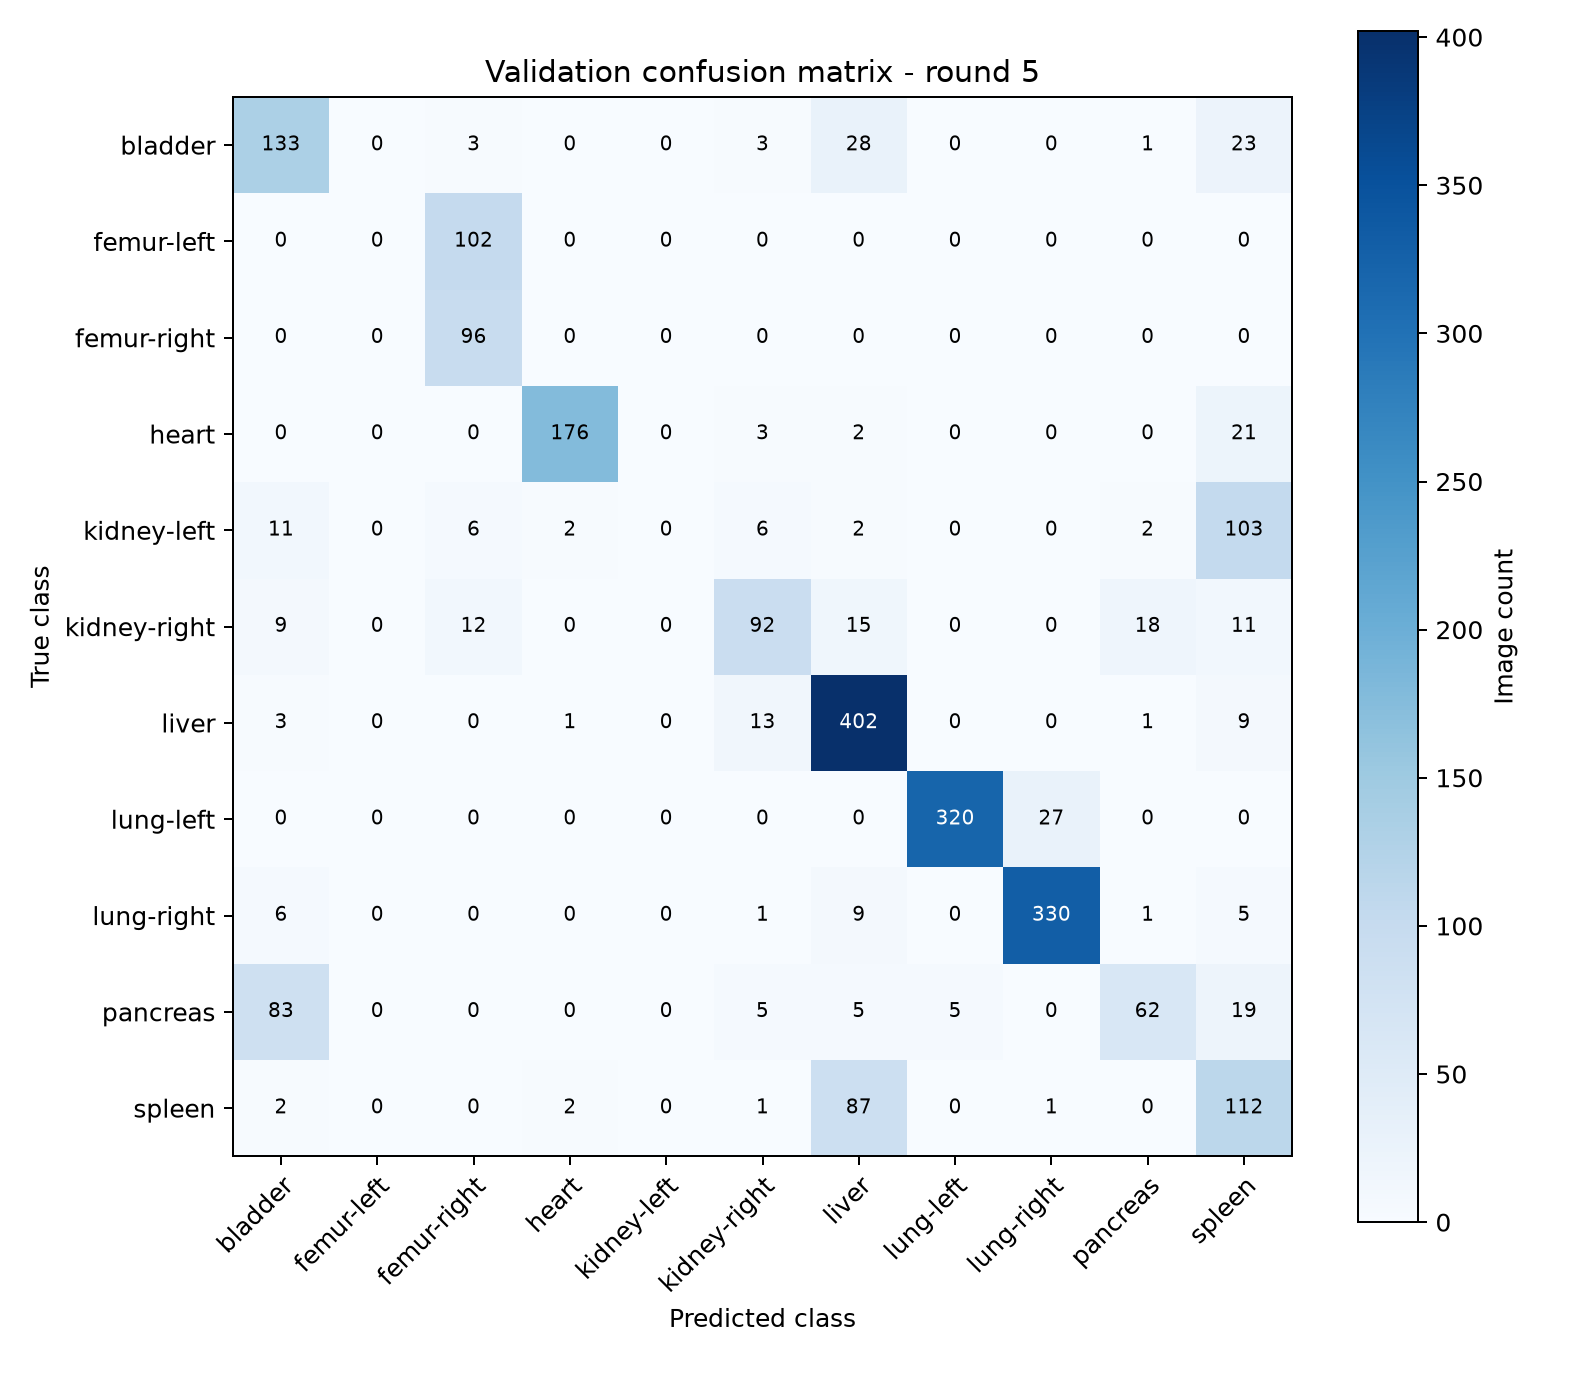 Validation confusion matrix - round 5
True class
bladder 133 0 3 0 0 3 28 0 0 1 23
femur-left 0 0 102 0 0 0 0 0 0 0 0
femur-right 0 0 96 0 0 0 0 0 0 0 0
heart 0 0 0 176 0 3 2 0 0 0 21
kidney-left 11 0 6 2 0 6 2 0 0 2 103
kidney-right 9 0 12 0 0 92 15 0 0 18 11
liver 3 0 0 1 0 13 402 0 0 1 9
lung-left 0 0 0 0 0 0 0 320 27 0 0
lung-right 6 0 0 0 0 1 9 0 330 1 5
pancreas 83 0 0 0 0 5 5 5 0 62 19
spleen 2 0 0 2 0 1 87 0 1 0 112
bladder
femur-left
femur-right
heart
kidney-left
kidney-right
liver
lung-left
lung-right
pancreas
spleen
Predicted class
400
350
300
250
200
150
100
50
0
Image count